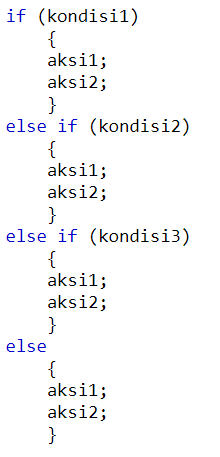 if (kondisi1)
    {
    aksi1;
    aksi2;
    }
else if (kondisi2)
    {
    aksi1;
    aksi2;
    }
else if (kondisi3)
    {
    aksi1;
    aksi2;
    }
else
    {
    aksi1;
    aksi2;
    }